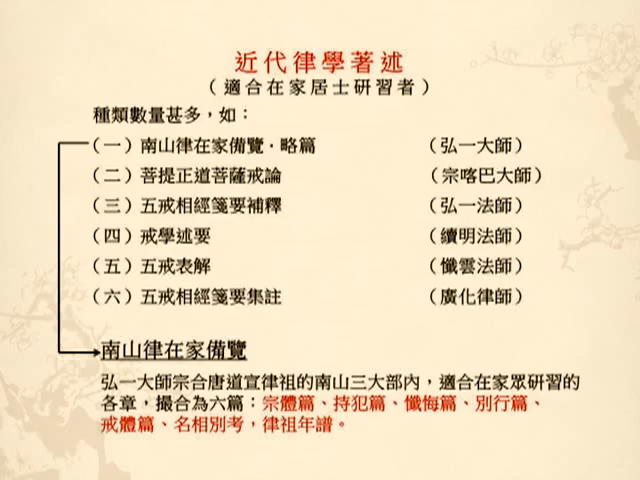 近代律學著述
（適合在家居士研習者）
種類數量甚多，如：
（一）南山律在家備覽．略篇 （弘一大師）
（二）菩提正道菩薩戒論 （宗喀巴大師）
（三）五戒相經箋要補釋 （弘一法師）
（四）戒學述要 （續明法師）
（五）五戒表解 （懺雲法師）
（六）五戒相經箋要集註 （廣化律師）
南山律在家備覽
弘一大師宗合唐道宣律祖的南山三大部內，適合在家眾研習的
各章，撮合為六篇：宗體篇、持犯篇、懺悔篇、別行篇、
戒體篇、名相別考，律祖年譜。